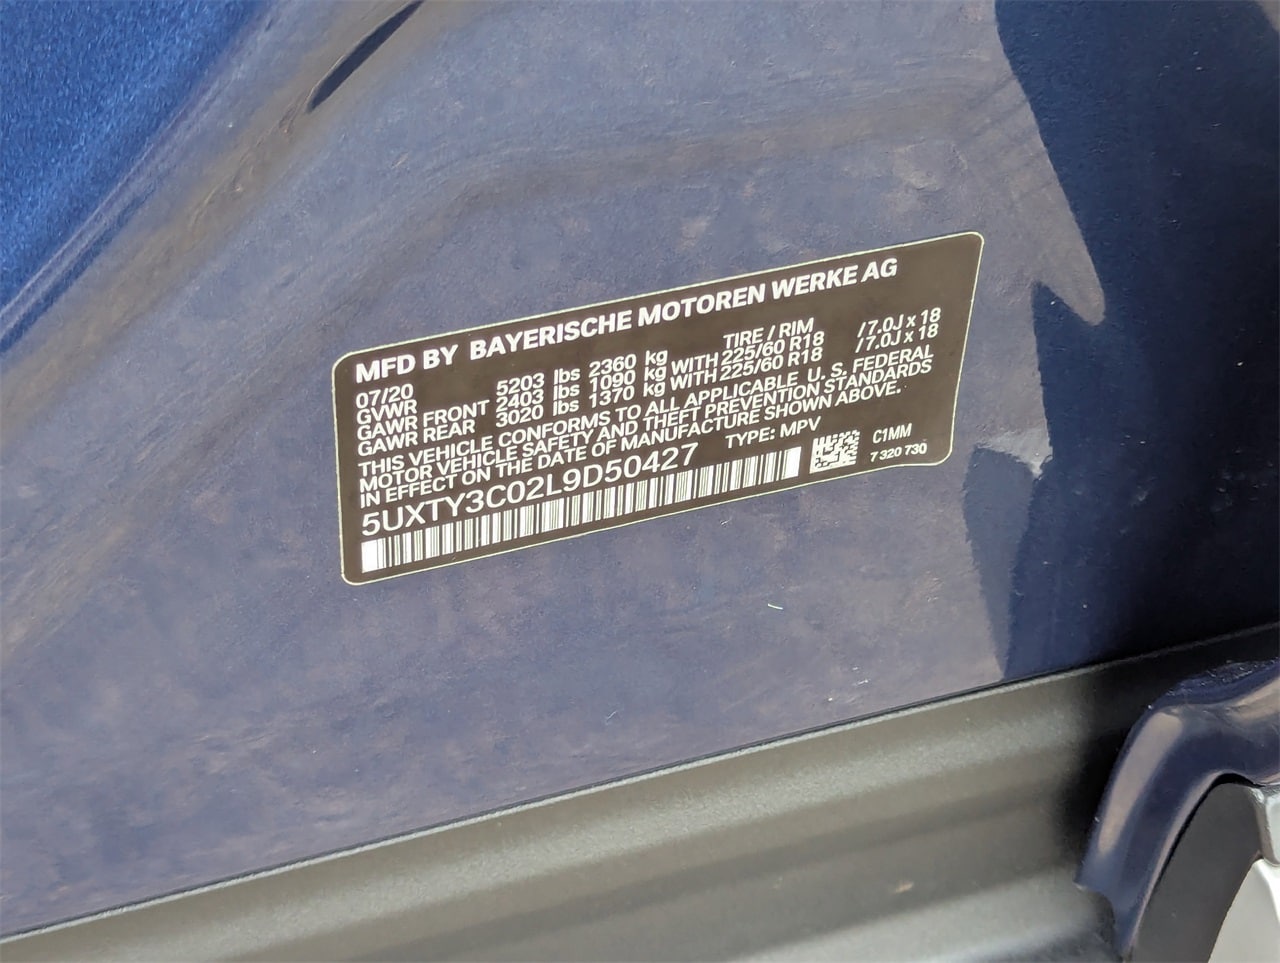 MFD BY BAYERISCHE MOTOREN WERKE AG
07/20 TIRE / RIM
GVWR 5203 lbs 2360 kg
GAWR FRONT 2403 lbs 1090 kg WITH 225/60 R18 /7.0J x 18
GAWR REAR 3020 lbs 1370 kg WITH 225/60 R18 /7.0J x 18
THIS VEHICLE CONFORMS TO ALL APPLICABLE U. S. FEDERAL
MOTOR VEHICLE SAFETY AND THEFT PREVENTION STANDARDS
IN EFFECT ON THE DATE OF MANUFACTURE SHOWN ABOVE.
5UXTY3C02L9D50427 TYPE: MPV
C1MM
7 320 730